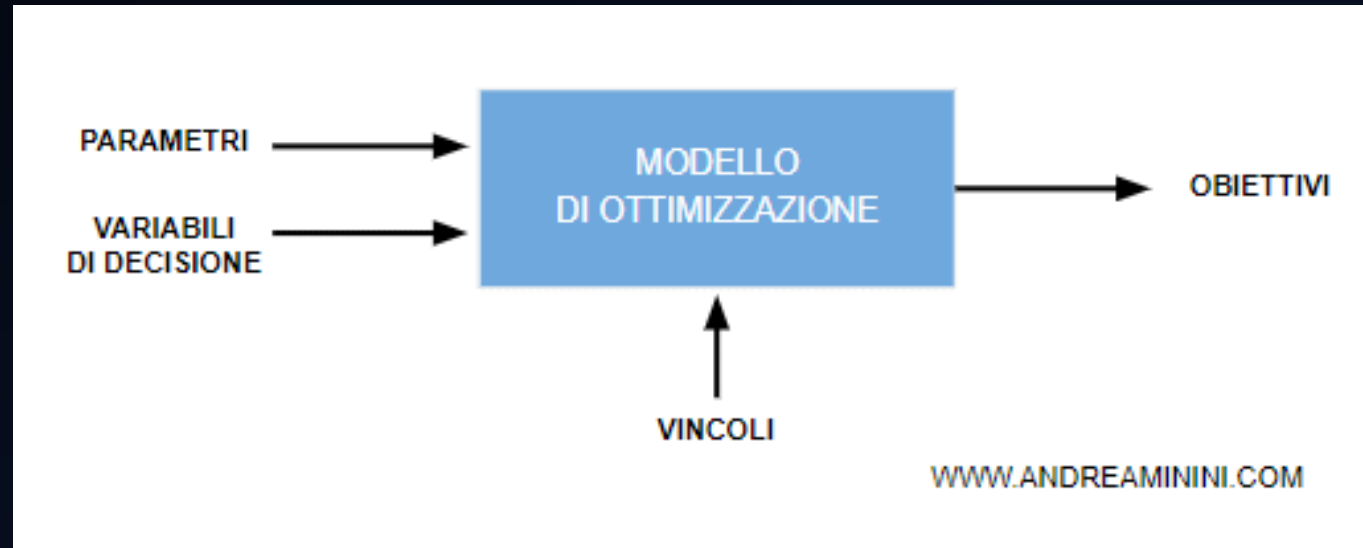 PARAMETRI
VARIABILI
DI DECISIONE
MODELLO
DI OTTIMIZZAZIONE
OBIETTIVI
VINCOLI
WWW.ANDREAMININI.COM